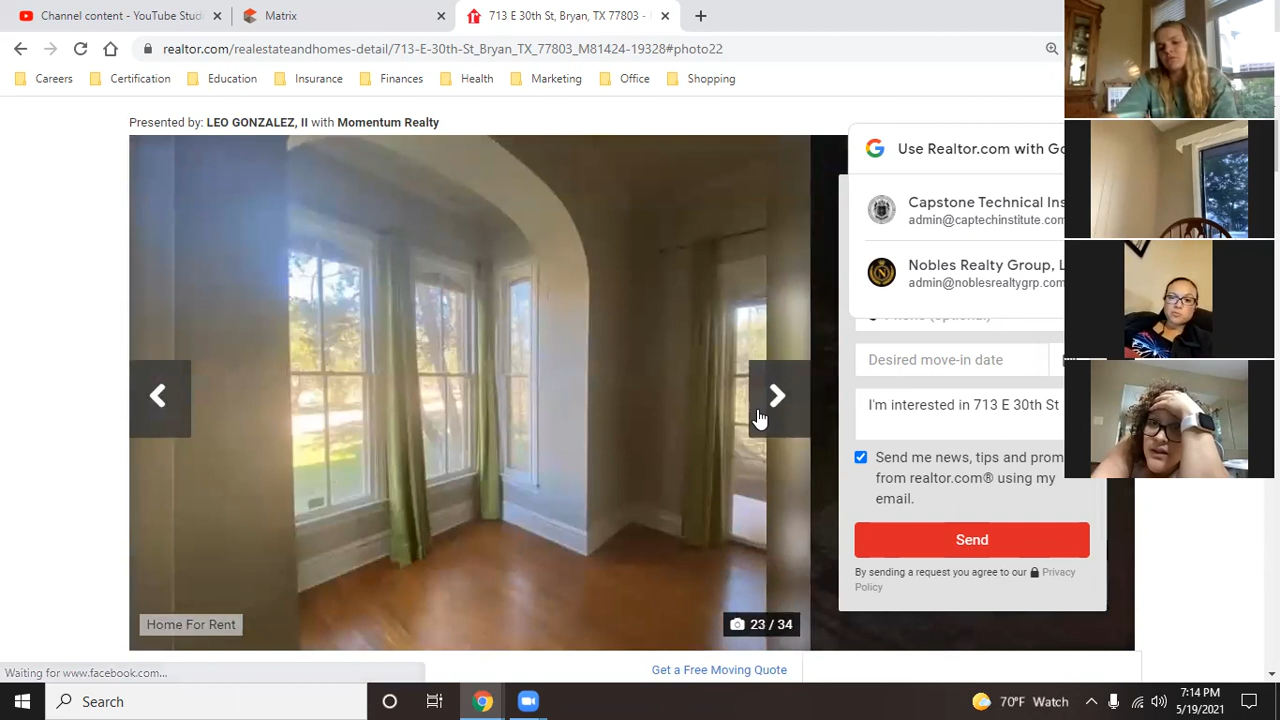 Channel content - YouTube Stud
Matrix
713 E 30th St, Bryan, TX 77803 -
realtor.com/realestateandhomes-detail/713-E-30th-St_Bryan_TX_77803_M81424-19328#photo22
Careers
Certification
Education
Insurance
Finances
Health
Marketing
Office
Shopping
Presented by: LEO GONZALEZ, II with Momentum Realty
Use Realtor.com with Go
Capstone Technical Ins
admin@captechinstitute.com
Nobles Realty Group, L
admin@noblesrealtygrp.com
Phone (optional)
Desired move-in date
I'm interested in 713 E 30th St
Send me news, tips and prom
from realtor.com® using my
email.
Send
By sending a request you agree to our Privacy
Policy
Home For Rent
23 / 34
Get a Free Moving Quote
Waiting for www.facebook.com...
Search
70°F Watch
7:14 PM
5/19/2021